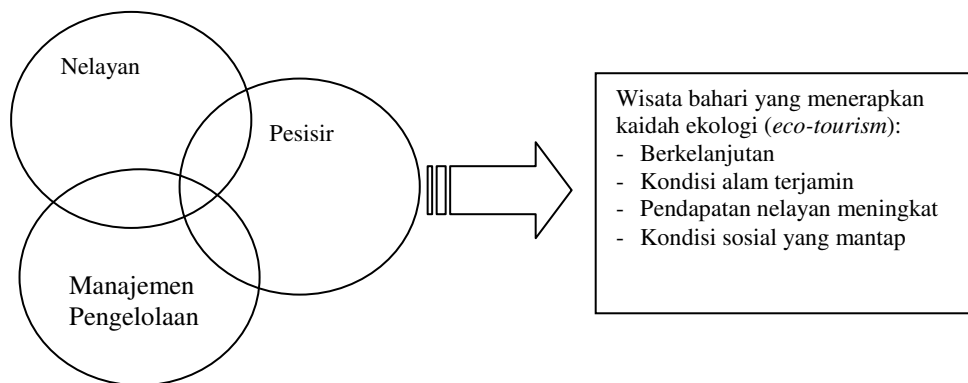 Nelayan
Pesisir
Manajemen
Pengelolaan
Wisata bahari yang menerapkan
kaidah ekologi (eco-tourism):
- Berkelanjutan
- Kondisi alam terjamin
- Pendapatan nelayan meningkat
- Kondisi sosial yang mantap